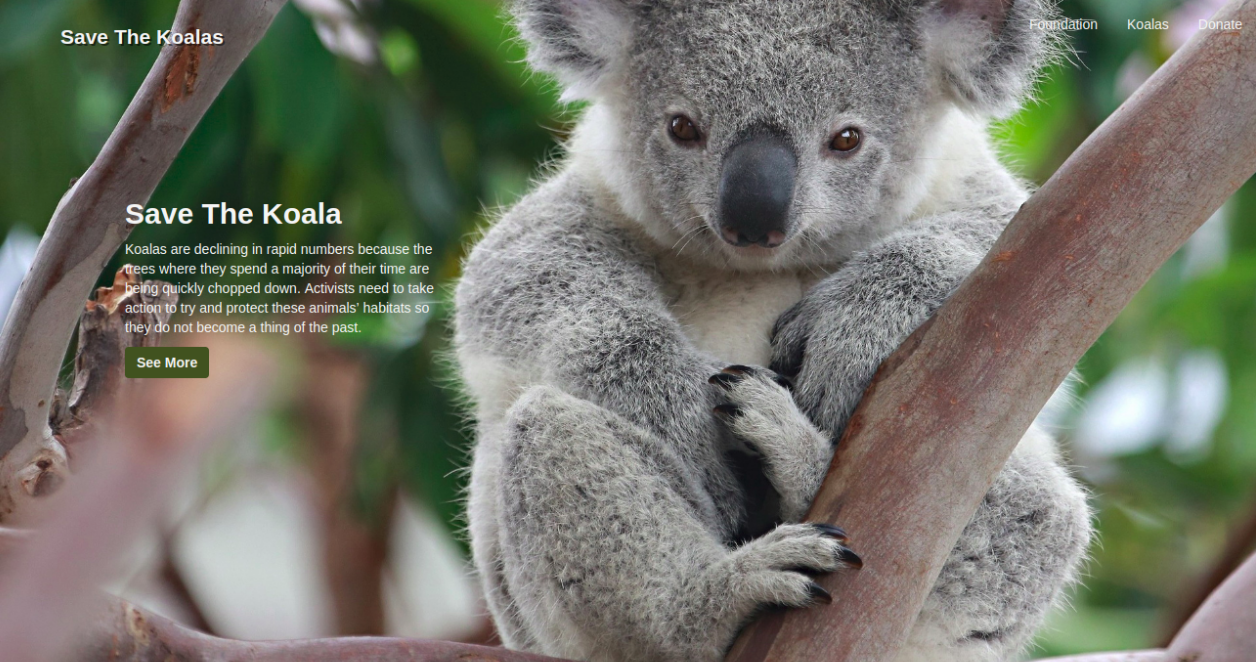 Save The Koalas
Foundation Koalas Donate
Save The Koala
Koalas are declining in rapid numbers because the
trees where they spend a majority of their time are
being quickly chopped down. Activists need to take
action to try and protect these animals' habitats so
they do not become a thing of the past.
See More